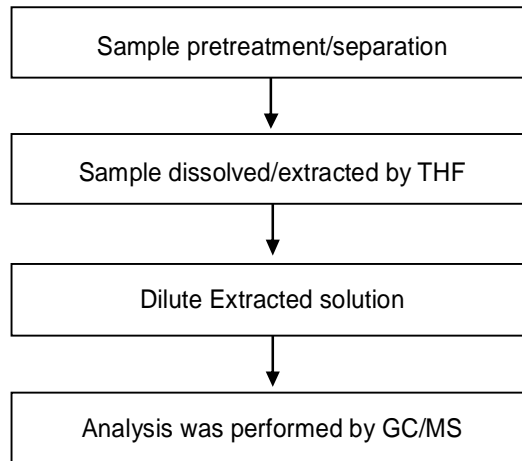 Sample pretreatment/separation
Sample dissolved/extracted by THF
Dilute Extracted solution
Analysis was performed by GC/MS